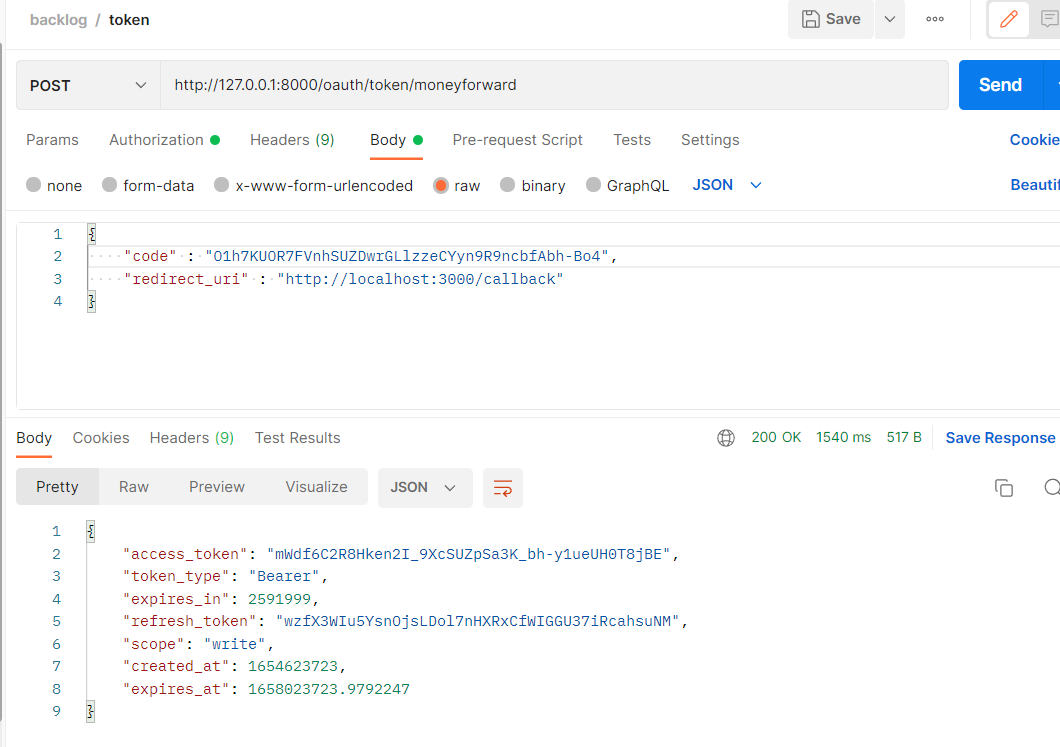 backlog / token
Save
POST http://127.0.0.1:8000/oauth/token/moneyforward Send
Params Authorization Headers (9) Body Pre-request Script Tests Settings Cookie
none form-data x-www-form-urlencoded raw binary GraphQL JSON Beautif
1 {
2 "code" : "O1h7KUOR7FVnhSUZDwrGLlzzeCYyn9R9ncbfAbh-Bo4",
3 "redirect_uri" : "http://localhost:3000/callback"
4 }
Body Cookies Headers (9) Test Results 200 OK 1540 ms 517 B Save Response
Pretty Raw Preview Visualize JSON
1 {
2 "access_token": "mWdf6C2R8Hken2I_9XcSUZpSa3K_bh-y1ueUH0T8jBE",
3 "token_type": "Bearer",
4 "expires_in": 2591999,
5 "refresh_token": "wzfX3WIu5YsnOjsLDol7nHXRxCfWIGGU37iRcahsuNM",
6 "scope": "write",
7 "created_at": 1654623723,
8 "expires_at": 1658023723.9792247
9 }